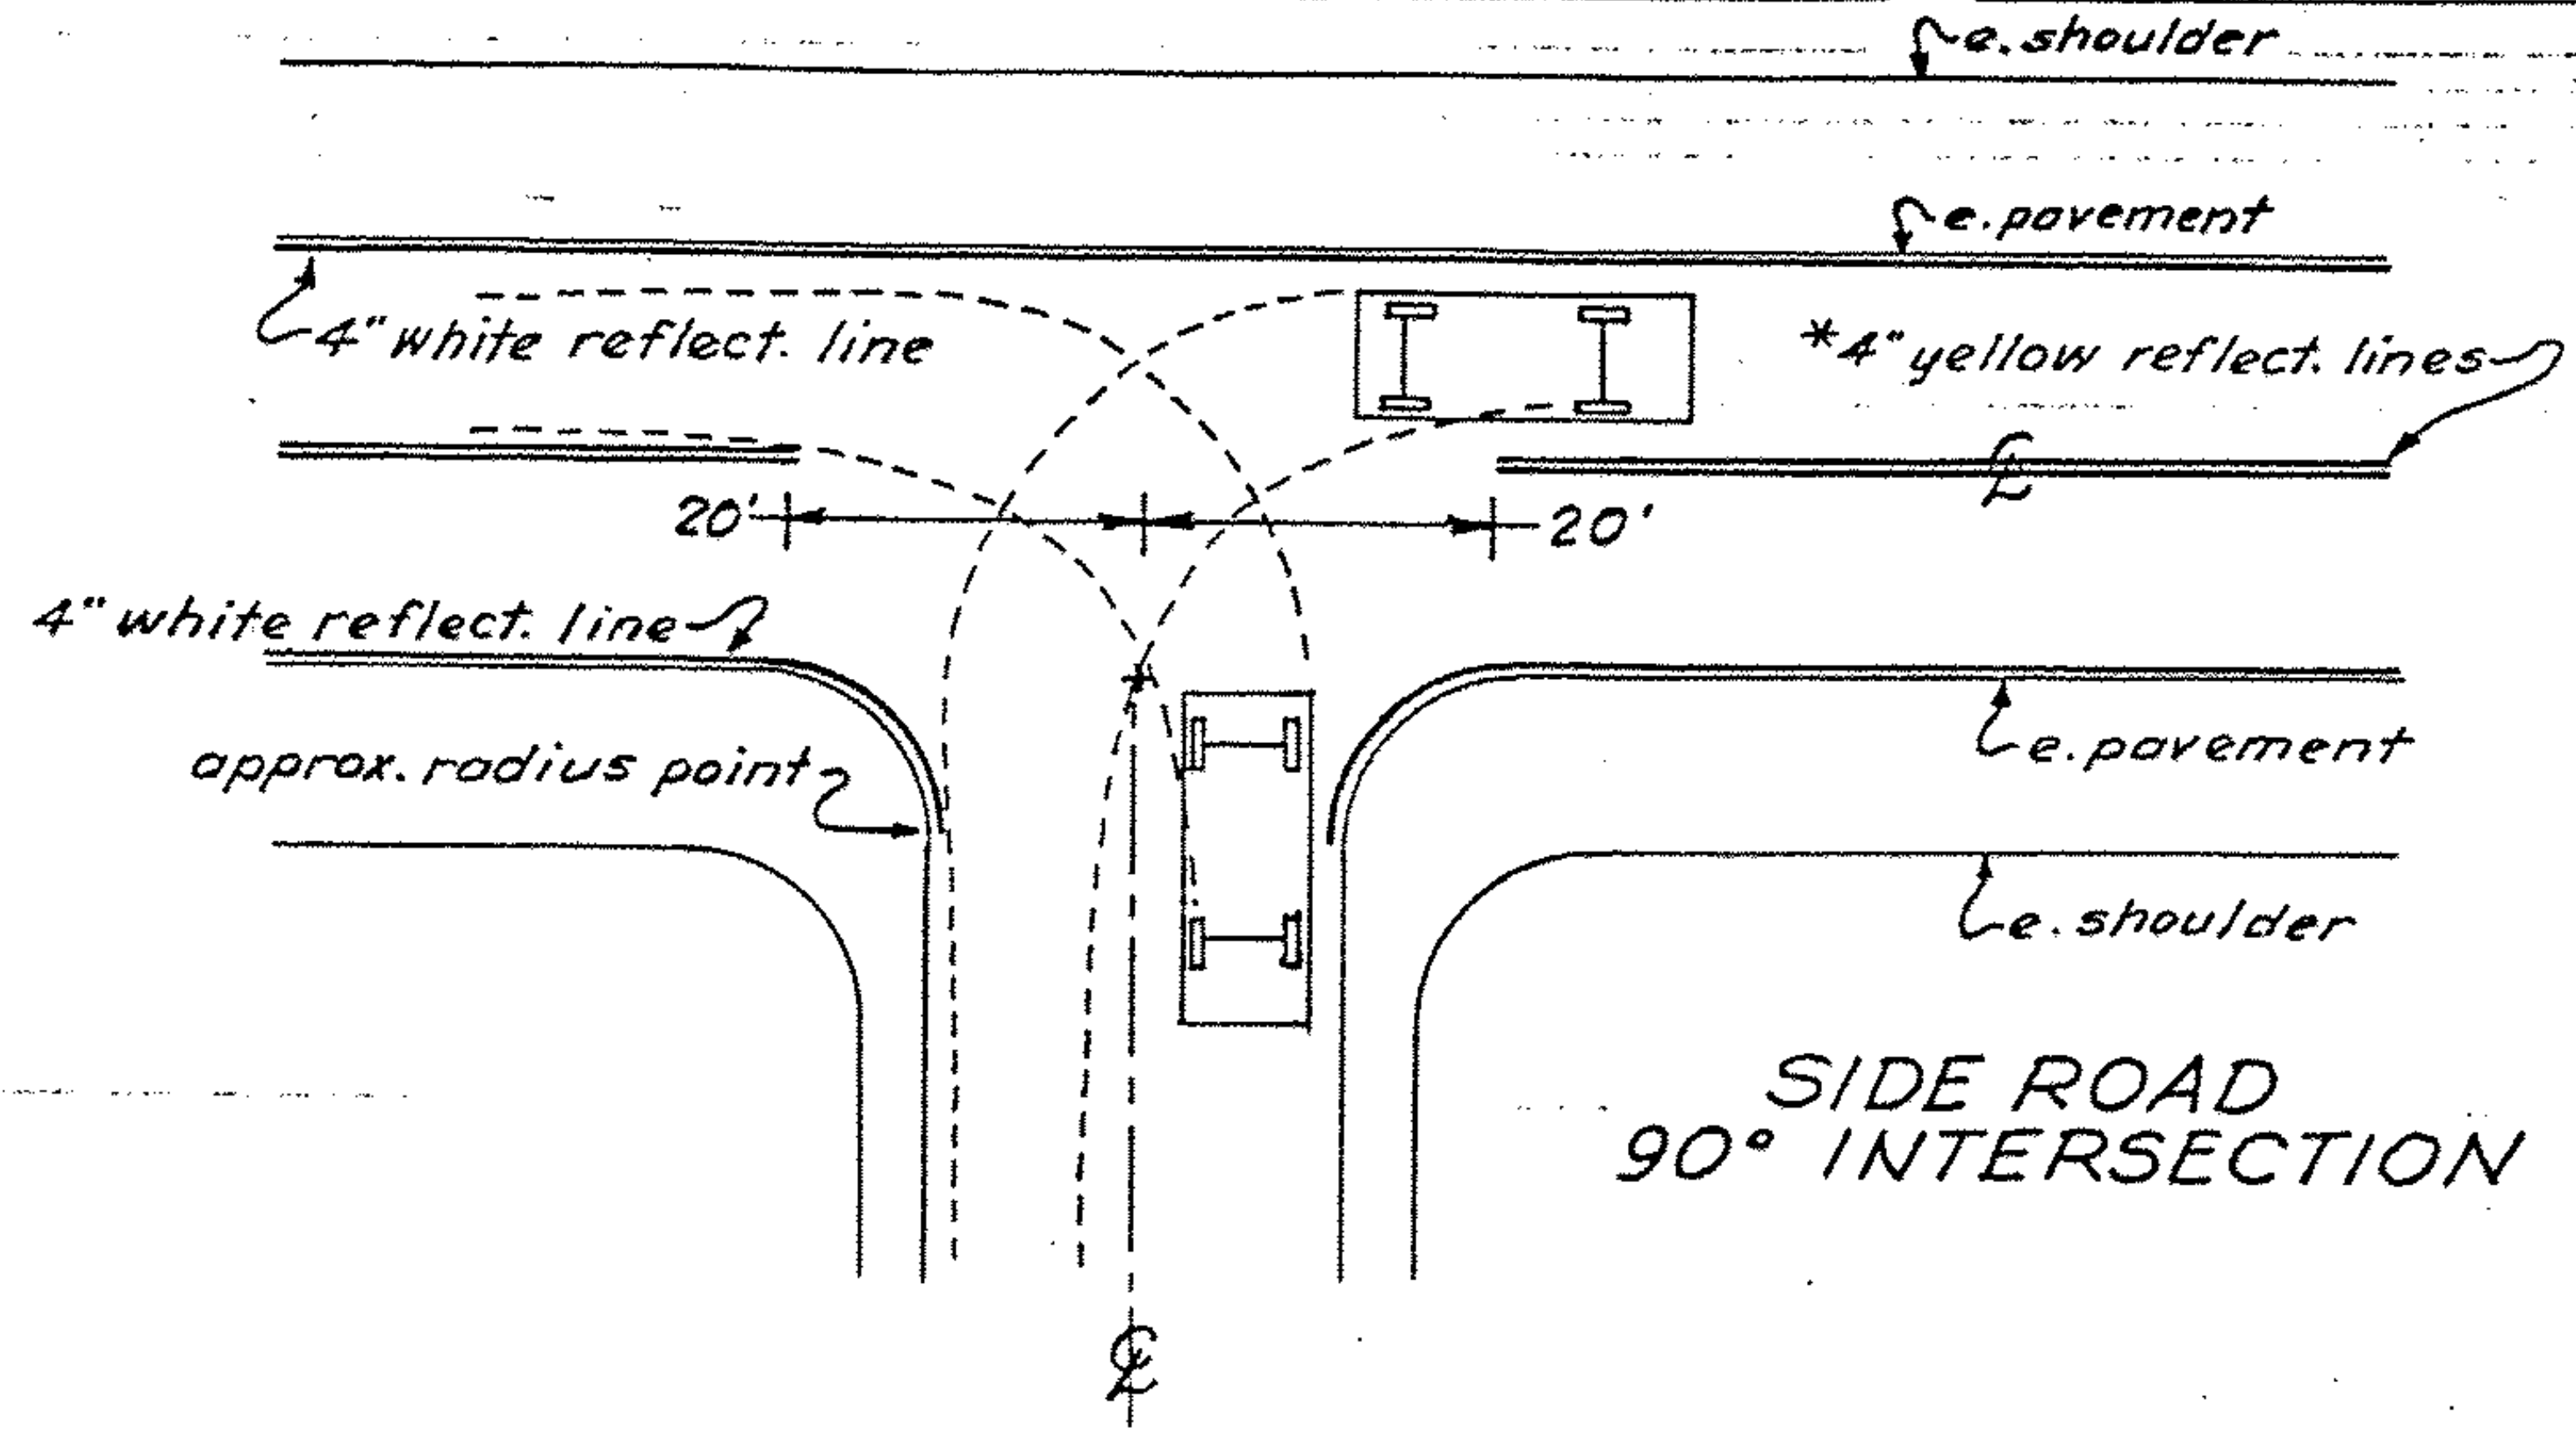 e. shoulder
e. pavement
4" white reflect. line
*4" yellow reflect. lines
℄
20'
20'
4" white reflect. line
approx. radius point
e. pavement
e. shoulder
SIDE ROAD
90° INTERSECTION
℄